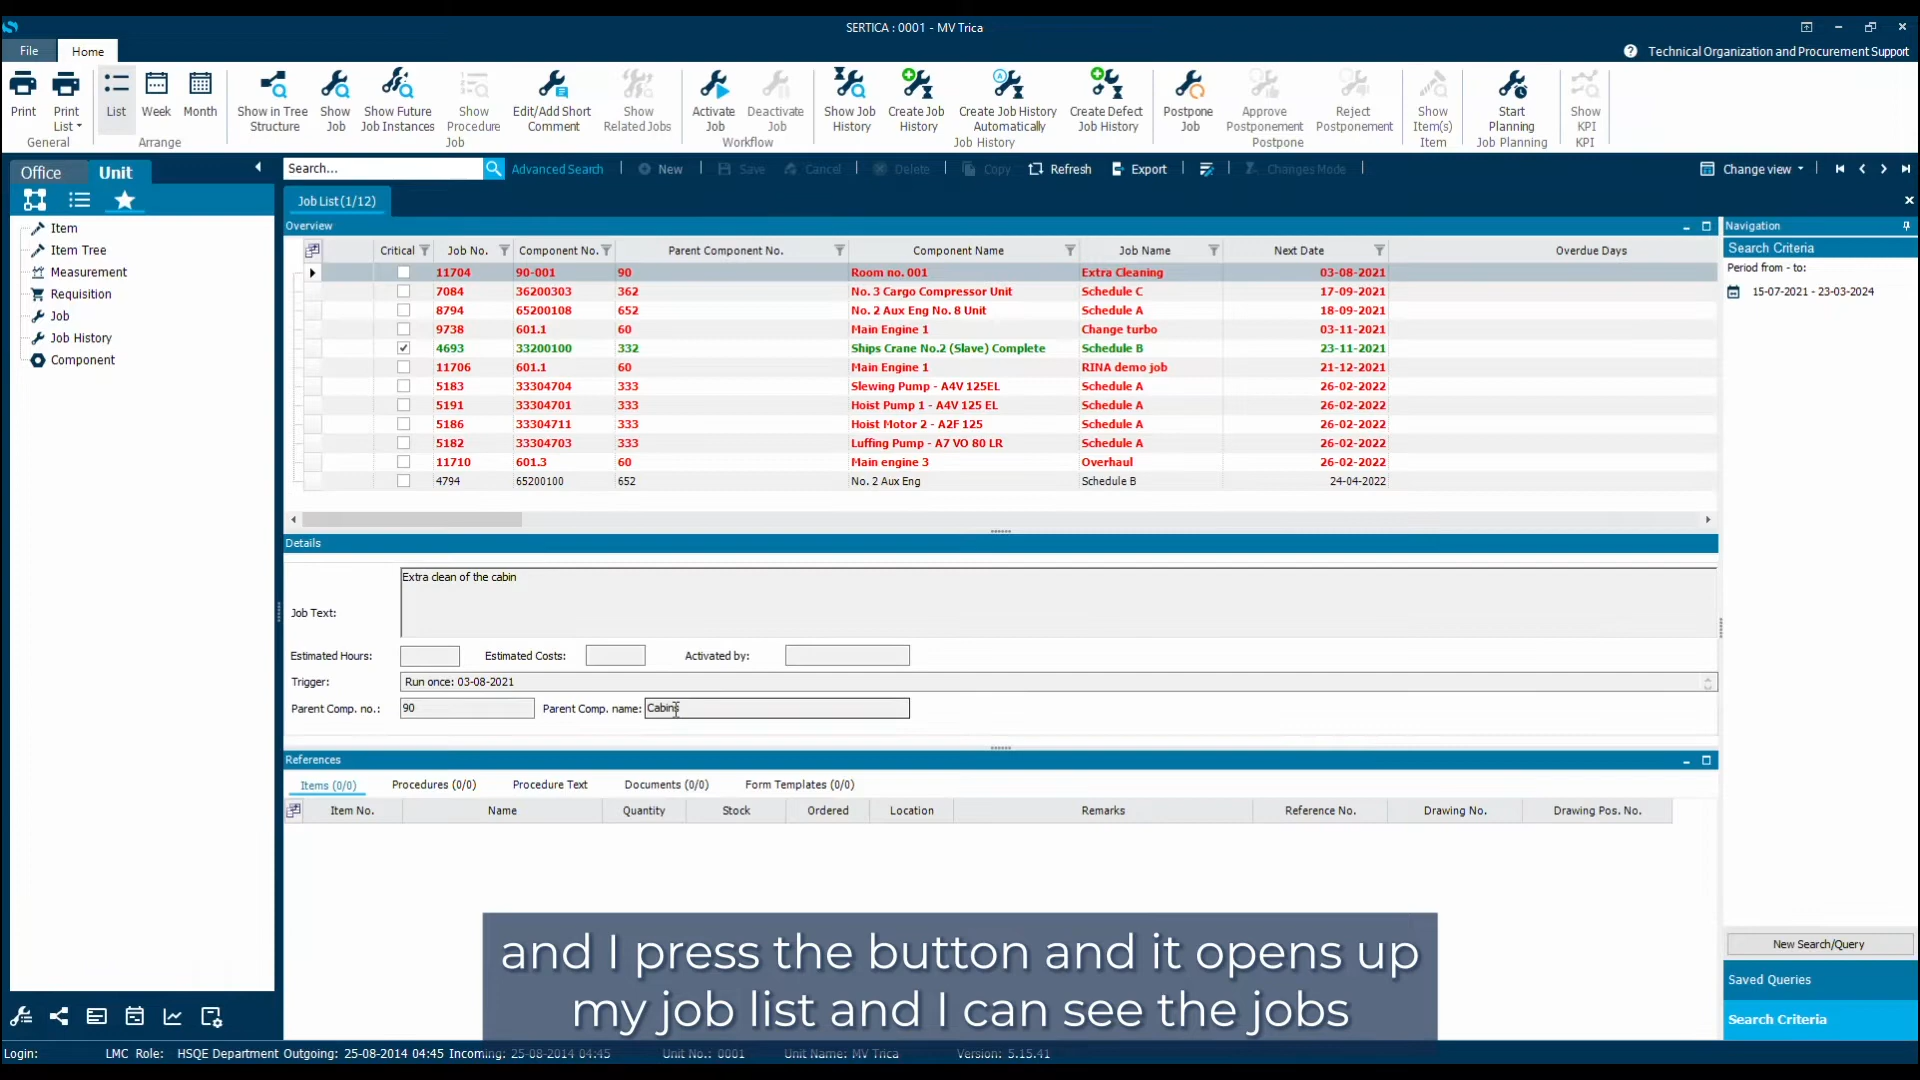 SERTICA : 0001 - MV Trica
File Home
Technical Organization and Procurement Support
Print
Print List
General
List
Week
Month
Arrange
Show in Tree Structure
Show Job
Show Future Job Instances
Show Procedure
Edit/Add Short Comment
Show Related Jobs
Job
Activate Job
Deactivate Job
Workflow
Show Job History
Create Job History
Create Job History Automatically
Create Defect Job History
Job History
Postpone Job
Approve Postponement
Reject Postponement
Postpone
Show Item(s)
Item
Start Planning
Job Planning
Show KPI
KPI
Office Unit
Search... Advanced Search New Save Cancel Delete Copy Refresh Export Changes Mode Change view
Item
Item Tree
Measurement
Requisition
Job
Job History
Component
Job List (1/12)
Overview
Critical Job No. Component No. Parent Component No. Component Name Job Name Next Date Overdue Days
11704 90-001 90 Room no. 001 Extra Cleaning 03-08-2021
7084 36200303 362 No. 3 Cargo Compressor Unit Schedule C 17-09-2021
8794 65200108 652 No. 2 Aux Eng No. 8 Unit Schedule A 18-09-2021
9738 601.1 60 Main Engine 1 Change turbo 03-11-2021
4693 33200100 332 Ships Crane No.2 (Slave) Complete Schedule B 23-11-2021
11706 601.1 60 Main Engine 1 RINA demo job 21-12-2021
5183 33304704 333 Slewing Pump - A4V 125EL Schedule A 26-02-2022
5191 33304701 333 Hoist Pump 1 - A4V 125 EL Schedule A 26-02-2022
5186 33304711 333 Hoist Motor 2 - A2F 125 Schedule A 26-02-2022
5182 33304703 333 Luffing Pump - A7 VO 80 LR Schedule A 26-02-2022
11710 601.3 60 Main engine 3 Overhaul 26-02-2022
4794 65200100 652 No. 2 Aux Eng Schedule B 24-04-2022
Navigation
Search Criteria
Period from - to:
15-07-2021 - 23-03-2024
Details
Job Text: Extra clean of the cabin
Estimated Hours: Estimated Costs: Activated by:
Trigger: Run once: 03-08-2021
Parent Comp. no.: 90 Parent Comp. name: Cabins
References
Items (0/0) Procedures (0/0) Procedure Text Documents (0/0) Form Templates (0/0)
Item No. Name Quantity Stock Ordered Location Remarks Reference No. Drawing No. Drawing Pos. No.
New Search/Query
Saved Queries
Search Criteria
and I press the button and it opens up
my job list and I can see the jobs
Login: LMC Role: HSQE Department Outgoing: 25-08-2014 04:45 Incoming: 25-08-2014 04:45 Unit No.: 0001 Unit Name: MV Trica Version: 5.15.41